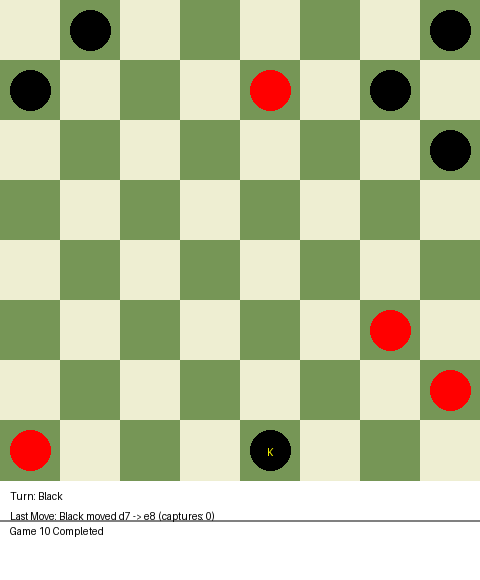 K
Turn: Black
Last Move: Black moved d7 -> e8 (captures: 0)
Game 10 Completed